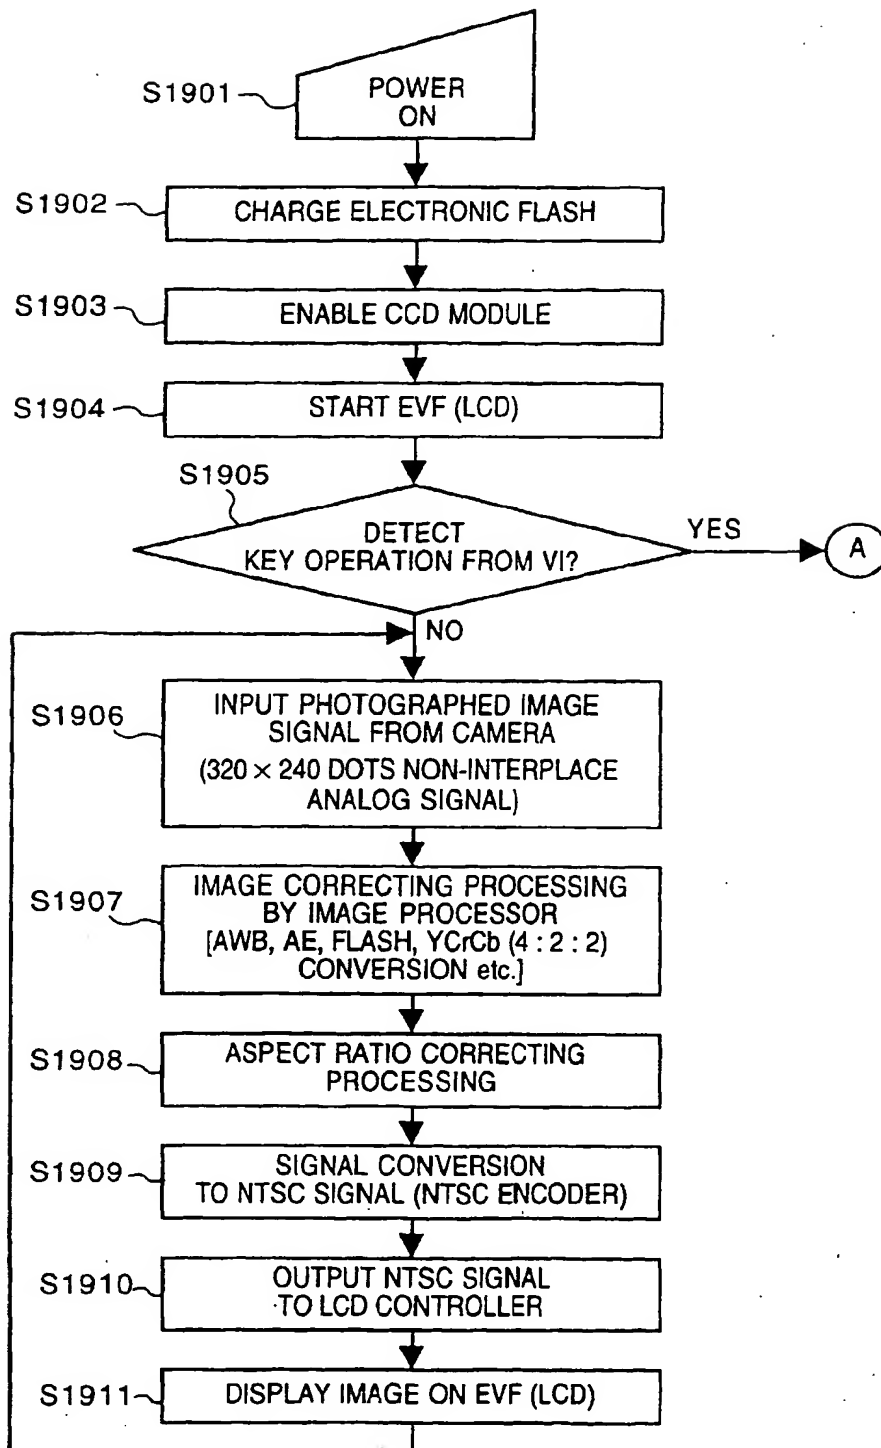 S1901
POWER
ON
S1902
CHARGE ELECTRONIC FLASH
S1903
ENABLE CCD MODULE
S1904
START EVF (LCD)
S1905
DETECT
KEY OPERATION FROM VI?
YES
A
NO
S1906
INPUT PHOTOGRAPHED IMAGE
SIGNAL FROM CAMERA
(320 × 240 DOTS NON-INTERPLACE
ANALOG SIGNAL)
S1907
IMAGE CORRECTING PROCESSING
BY IMAGE PROCESSOR
[AWB, AE, FLASH, YCrCb (4 : 2 : 2)
CONVERSION etc.]
S1908
ASPECT RATIO CORRECTING
PROCESSING
S1909
SIGNAL CONVERSION
TO NTSC SIGNAL (NTSC ENCODER)
S1910
OUTPUT NTSC SIGNAL
TO LCD CONTROLLER
S1911
DISPLAY IMAGE ON EVF (LCD)